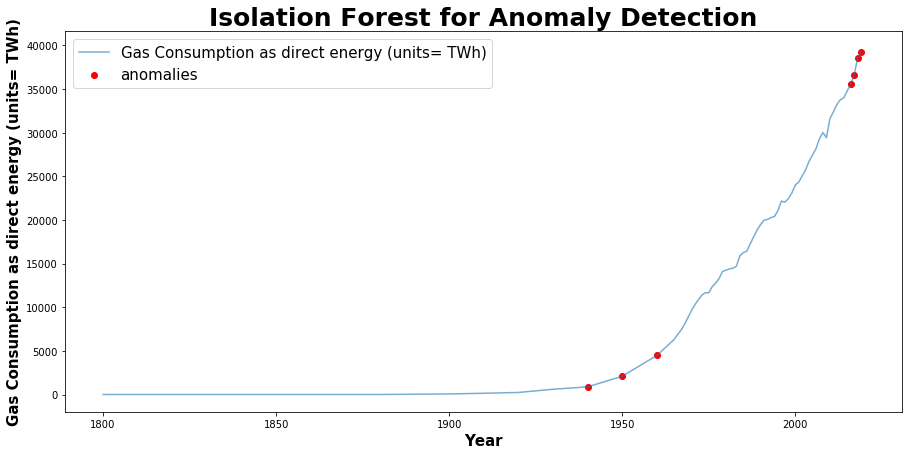 Isolation Forest for Anomaly Detection
Gas Consumption as direct energy (units= TWh)
Gas Consumption as direct energy (units= TWh)
anomalies
40000
35000
30000
25000
20000
15000
10000
5000
0
1800
1850
1900
1950
2000
Year